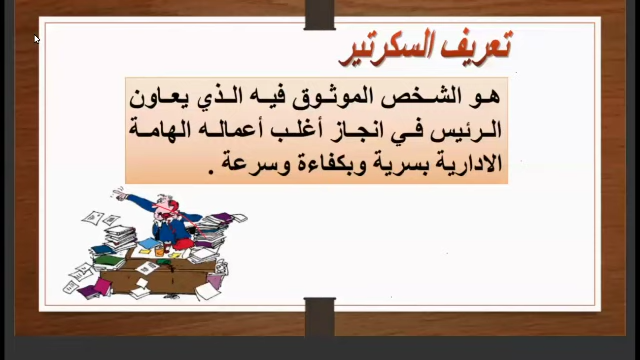 تعريف السكرتير
هو الشخص الموثوق فيه الذي يعاون
الرئيس في انجاز أغلب أعماله الهامة
الادارية بسرية وبكفاءة وسرعة .